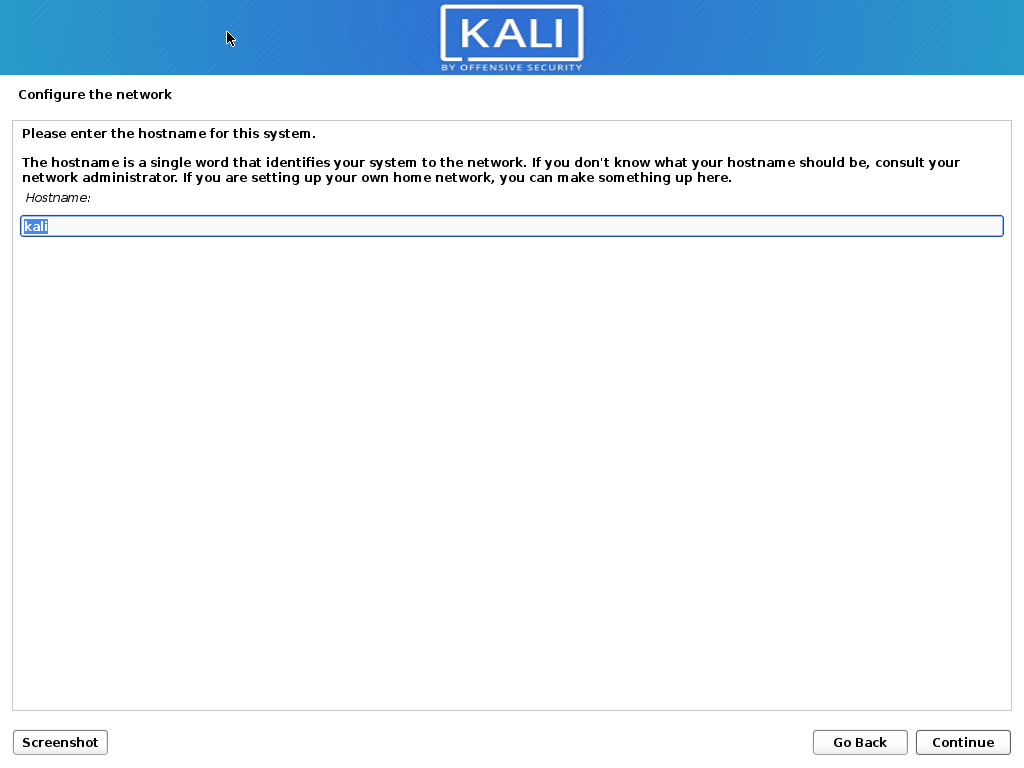 KALI
BY OFFENSIVE SECURITY
Configure the network
Please enter the hostname for this system.
The hostname is a single word that identifies your system to the network. If you don't know what your hostname should be, consult your
network administrator. If you are setting up your own home network, you can make something up here.
Hostname:
kali
Screenshot
Go Back
Continue